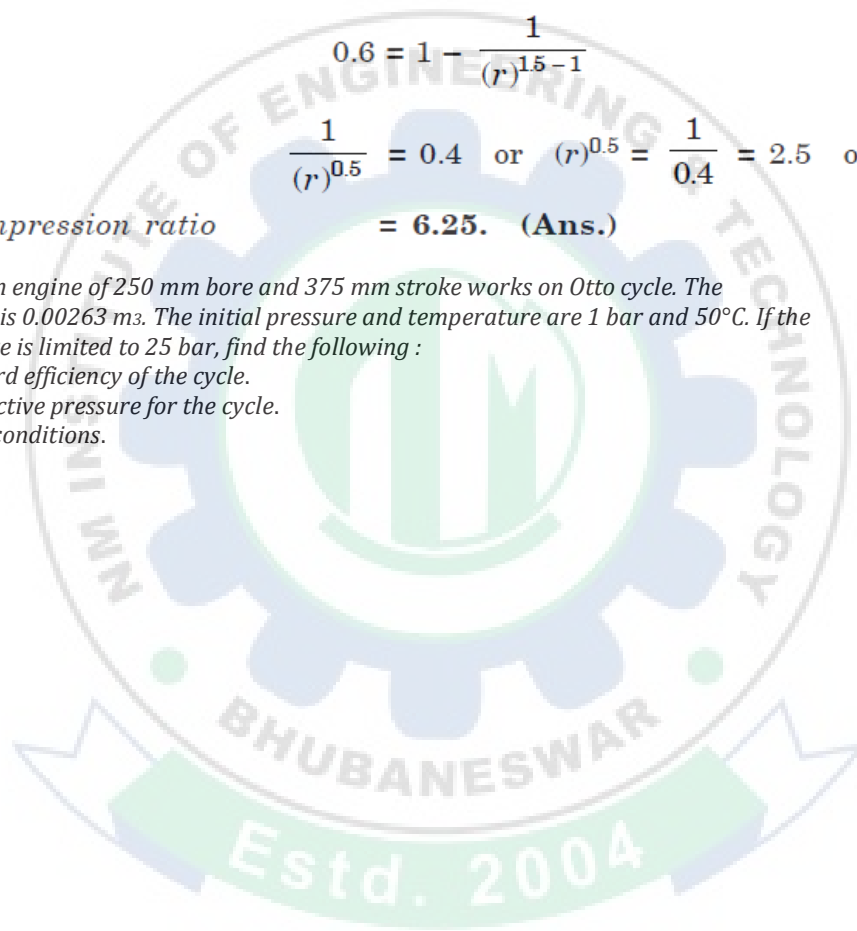 0.6 = 1 − 1/(r)^{1.5 − 1}
1/(r)^{0.5} = 0.4 or (r)^{0.5} = 1/0.4 = 2.5
ratio = 6.25. (Ans.)
engine of 250 mm bore and 375 mm stroke works on Otto cycle. The
is 0.00263 m3. The initial pressure and temperature are 1 bar and 50°C. If the
is limited to 25 bar, find the following :
efficiency of the cycle.
pressure for the cycle.
conditions.
NM INSTITUTE OF ENGINEERING & TECHNOLOGY
BHUBANESWAR
Estd. 2004